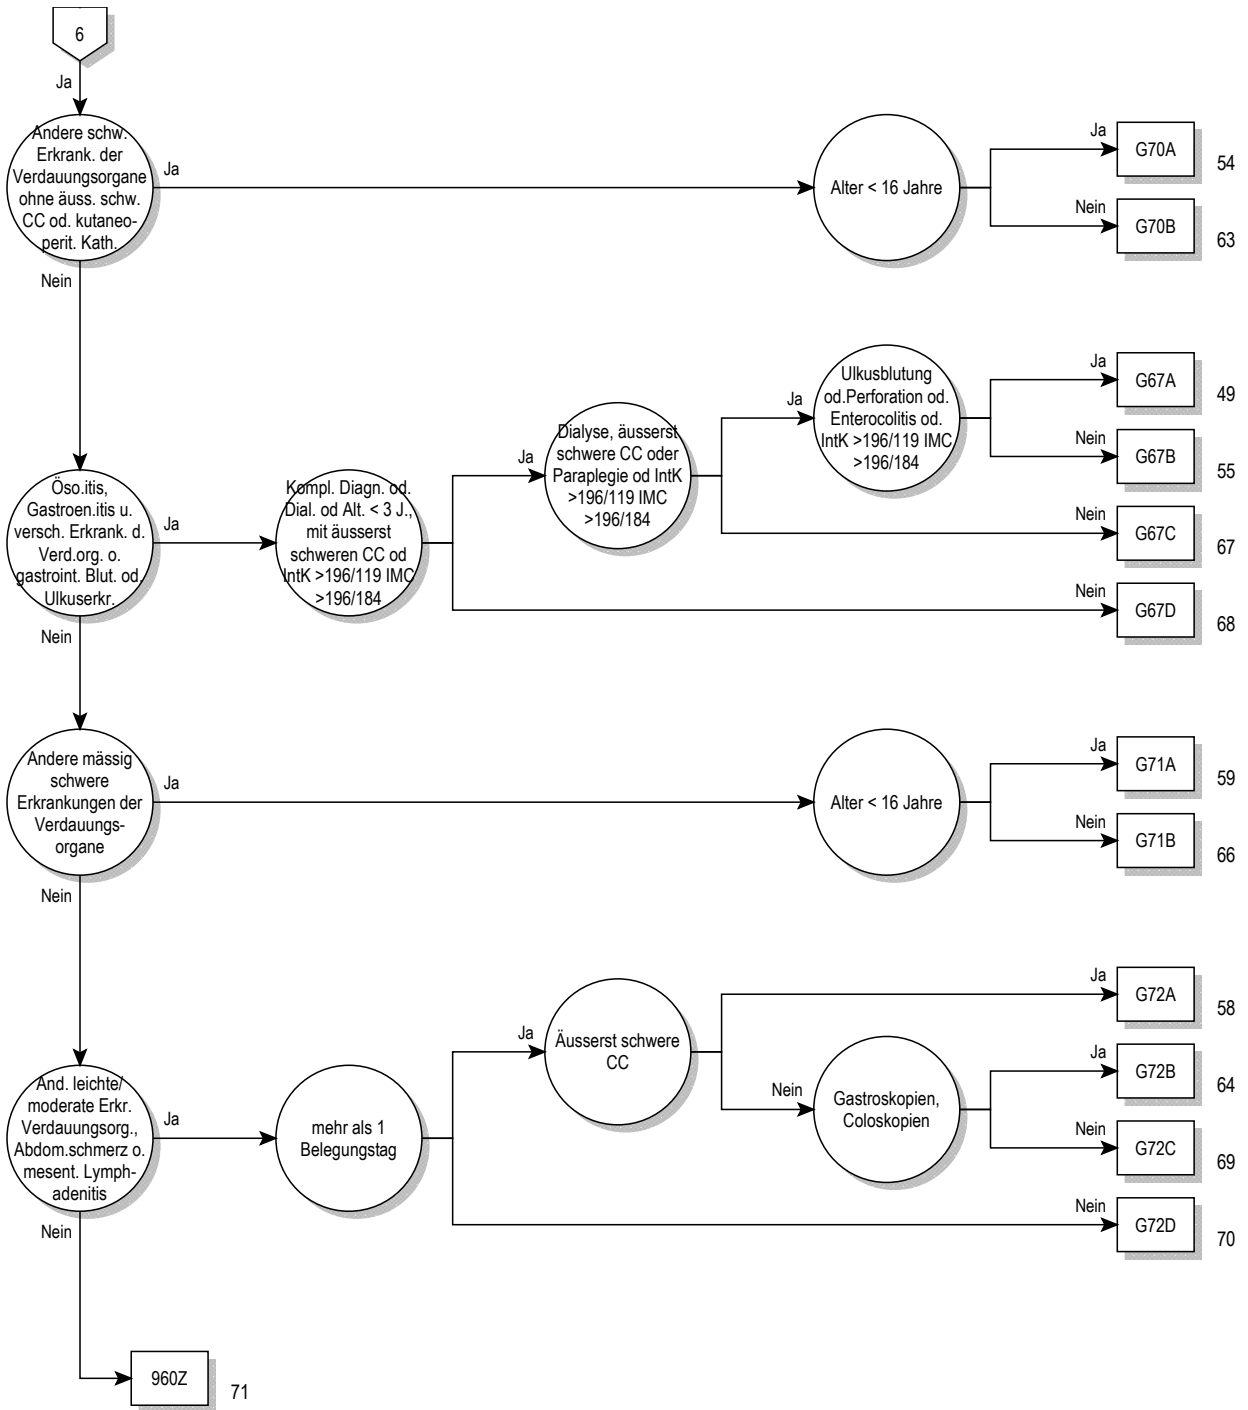 6
Ja
Andere schw.
Erkrank. der
Verdauungsorgane
ohne äuss. schw.
CC od. kutaneo-
perit. Kath.
Ja
Alter < 16 Jahre
Ja
G70A
54
Nein
G70B
63
Nein
Öso.itis,
Gastroen.itis u.
versch. Erkrank. d.
Verd.org. o.
gastroint. Blut. od.
Ulkuserkr.
Ja
Kompl. Diagn. od.
Dial. od Alt. < 3 J.,
mit äusserst
schweren CC od
IntK >196/119 IMC
>196/184
Ja
Dialyse, äusserst
schwere CC oder
Paraplegie od IntK
>196/119 IMC
>196/184
Ja
Ulkusblutung
od.Perforation od.
Enterocolitis od.
IntK >196/119 IMC
>196/184
Ja
G67A
49
Nein
G67B
55
Nein
G67C
67
Nein
G67D
68
Nein
Andere mässig
schwere
Erkrankungen der
Verdauungs-
organe
Ja
Alter < 16 Jahre
Ja
G71A
59
Nein
G71B
66
Nein
And. leichte/
moderate Erkr.
Verdauungsorg.,
Abdom.schmerz o.
mesent. Lymph-
adenitis
Ja
mehr als 1
Belegungstag
Ja
Äusserst schwere
CC
Ja
G72A
58
Nein
Gastroskopien,
Coloskopien
Ja
G72B
64
Nein
G72C
69
Nein
G72D
70
Nein
960Z
71